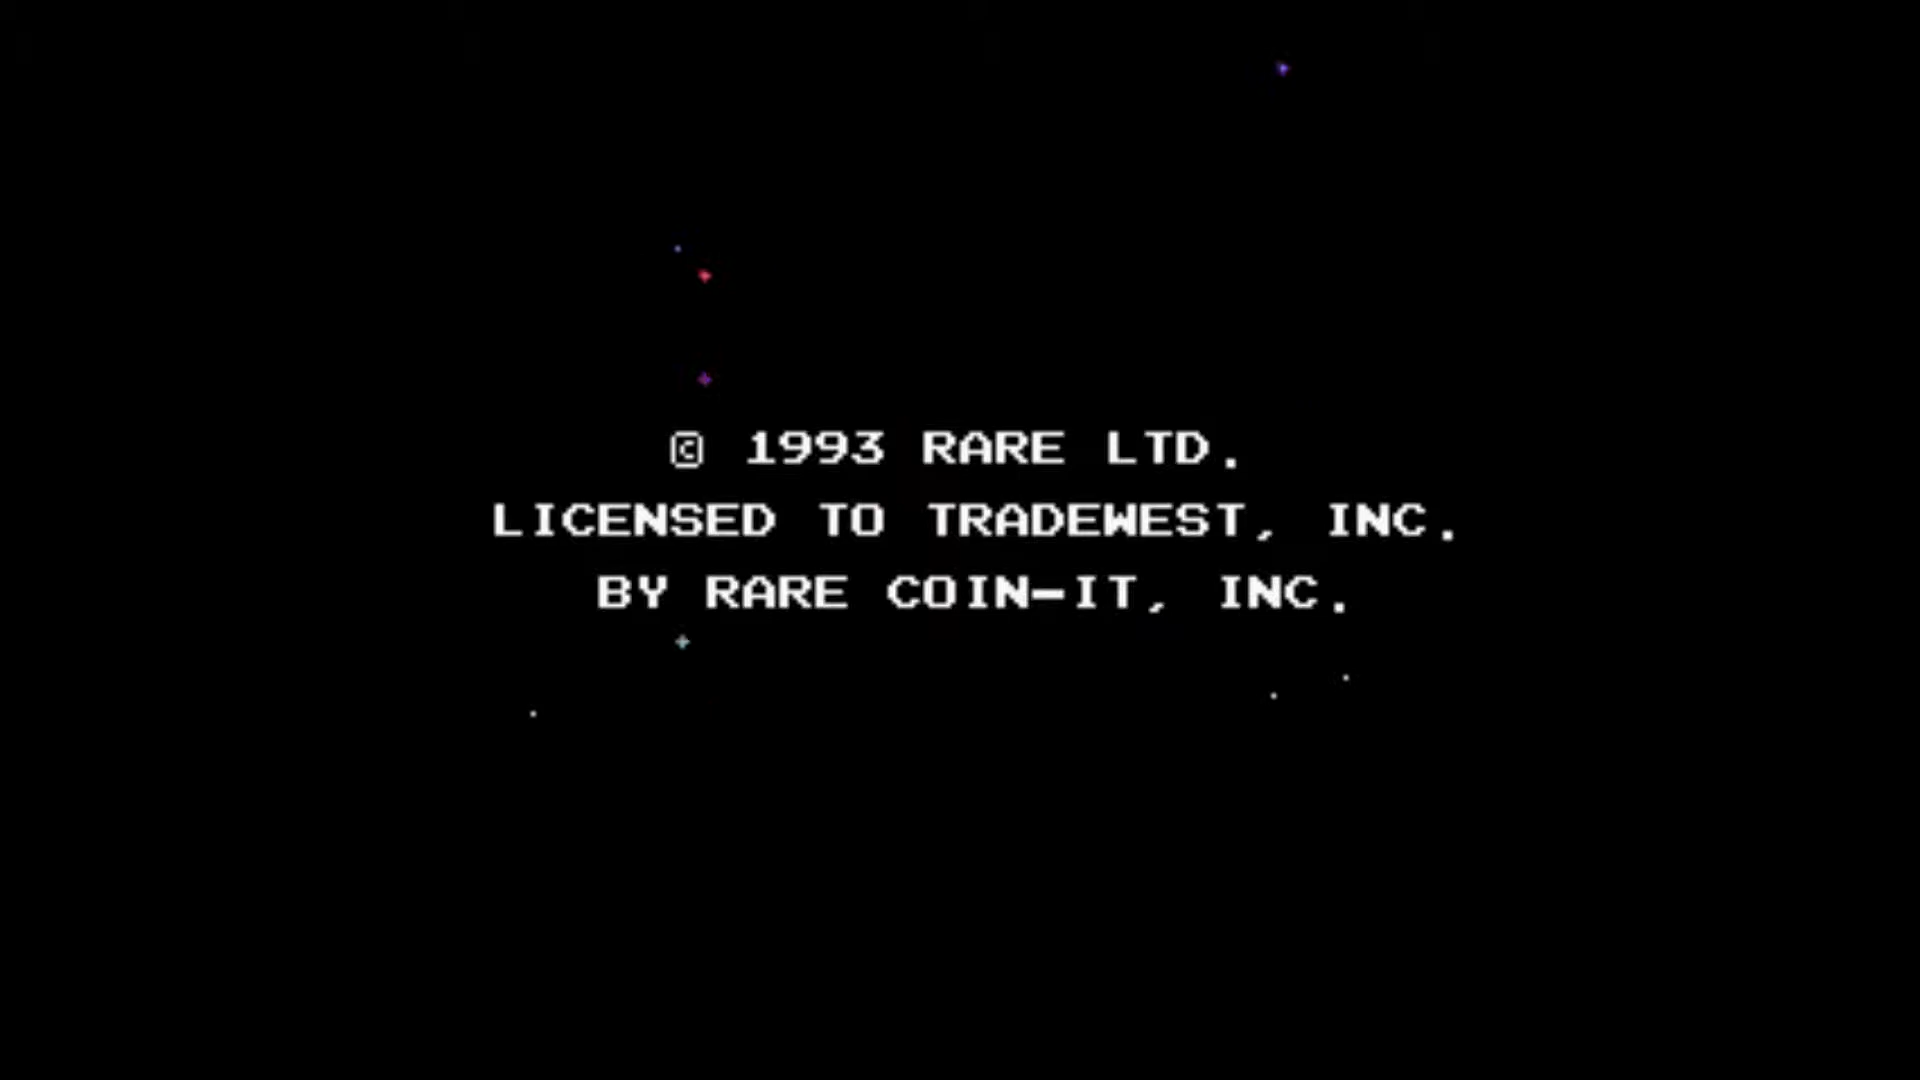 © 1993 RARE LTD.
LICENSED TO TRADEWEST, INC.
BY RARE COIN-IT, INC.